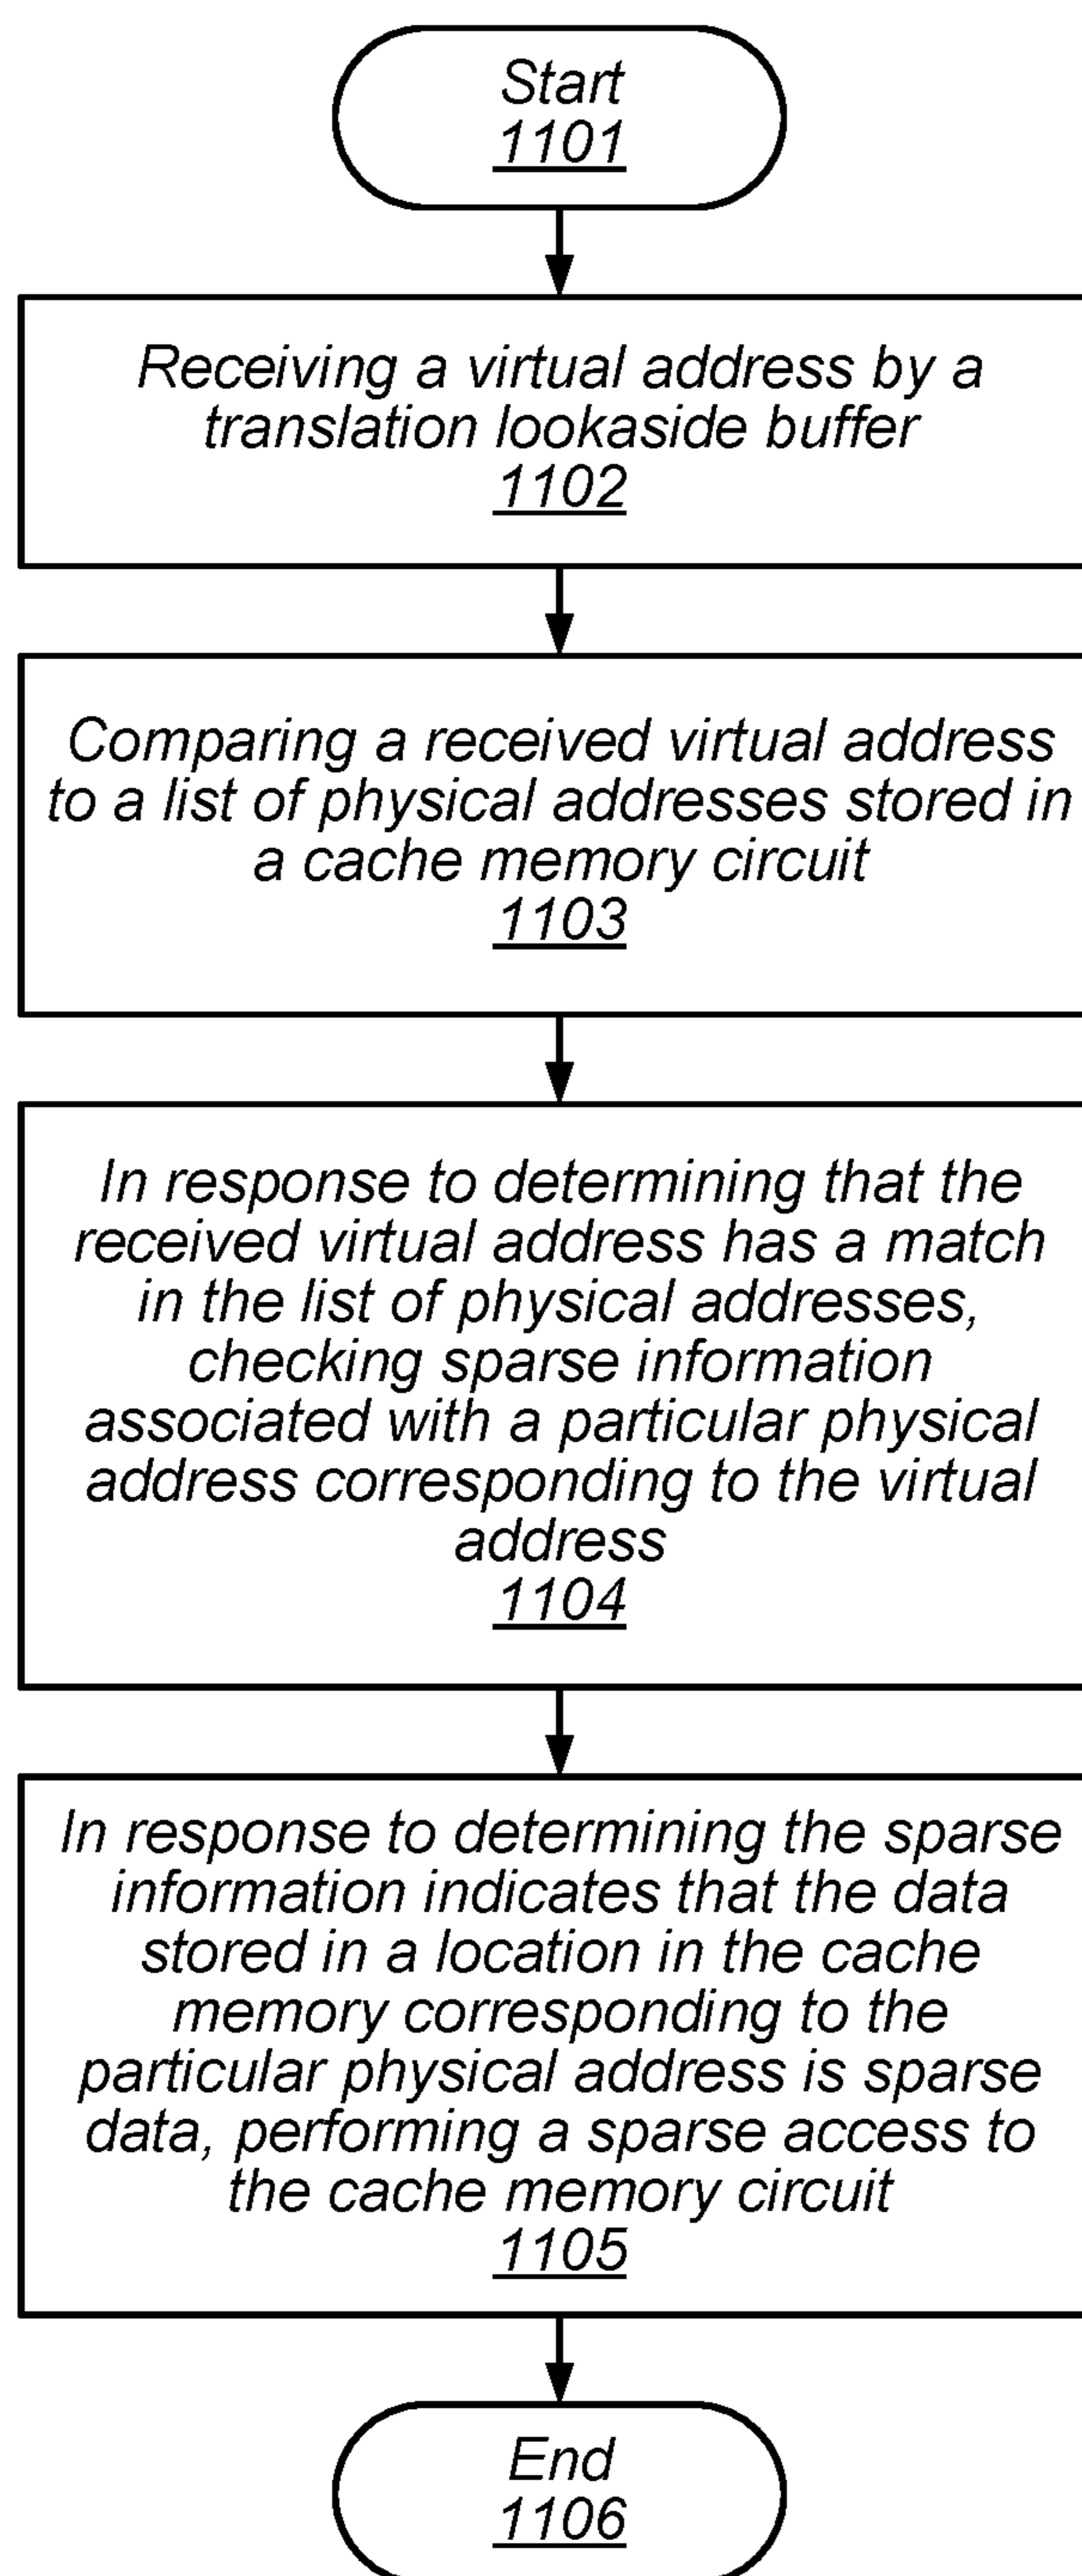 Start
1101
Receiving a virtual address by a
translation lookaside buffer
1102
Comparing a received virtual address
to a list of physical addresses stored in
a cache memory circuit
1103
In response to determining that the
received virtual address has a match
in the list of physical addresses,
checking sparse information
associated with a particular physical
address corresponding to the virtual
address
1104
In response to determining the sparse
information indicates that the data
stored in a location in the cache
memory corresponding to the
particular physical address is sparse
data, performing a sparse access to
the cache memory circuit
1105
End
1106